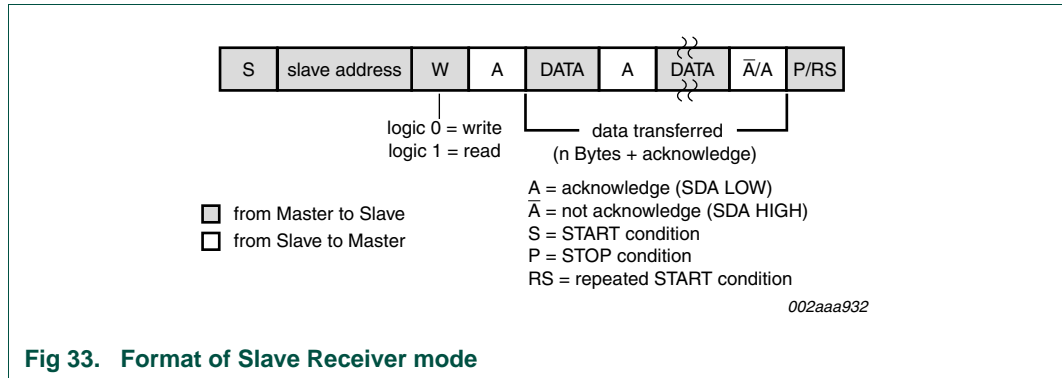 S slave address W A DATA A DATA A̅/A P/RS
logic 0 = write
logic 1 = read
data transferred
(n Bytes + acknowledge)
A = acknowledge (SDA LOW)
A̅ = not acknowledge (SDA HIGH)
S = START condition
P = STOP condition
RS = repeated START condition
from Master to Slave
from Slave to Master
002aaa932
Fig 33. Format of Slave Receiver mode